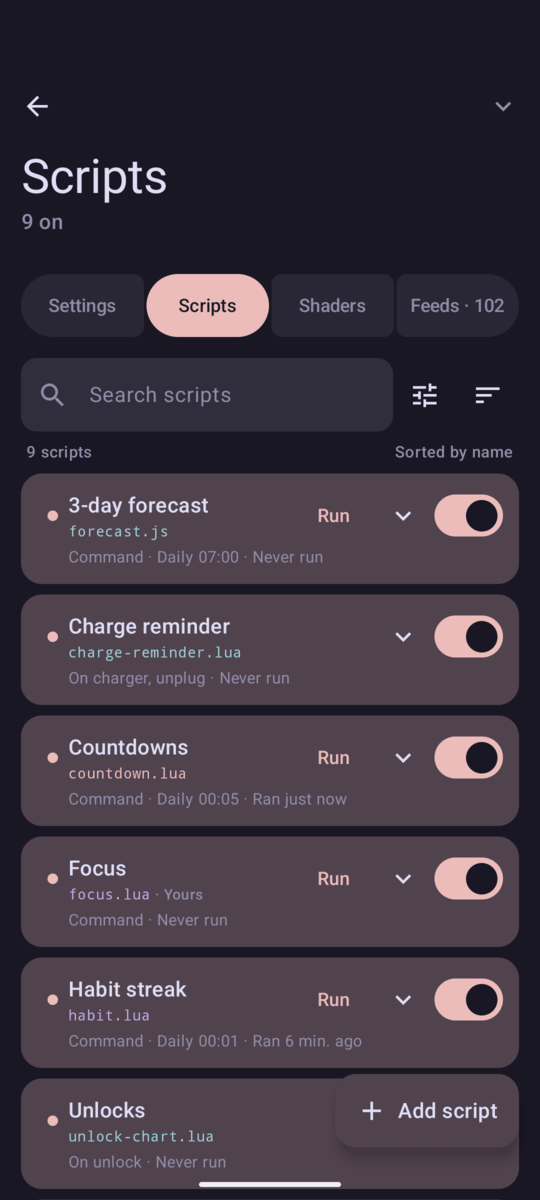 Scripts
9 on
Settings
Scripts
Shaders
Feeds · 102
Search scripts
9 scripts
Sorted by name
3-day forecast
Run
forecast.js
Command · Daily 07:00 · Never run
Charge reminder
charge-reminder.lua
On charger, unplug · Never run
Countdowns
Run
countdown.lua
Command · Daily 00:05 · Ran just now
Focus
Run
focus.lua · Yours
Command · Never run
Habit streak
Run
habit.lua
Command · Daily 00:01 · Ran 6 min. ago
Unlocks
Add script
unlock-chart.lua
On unlock · Never run